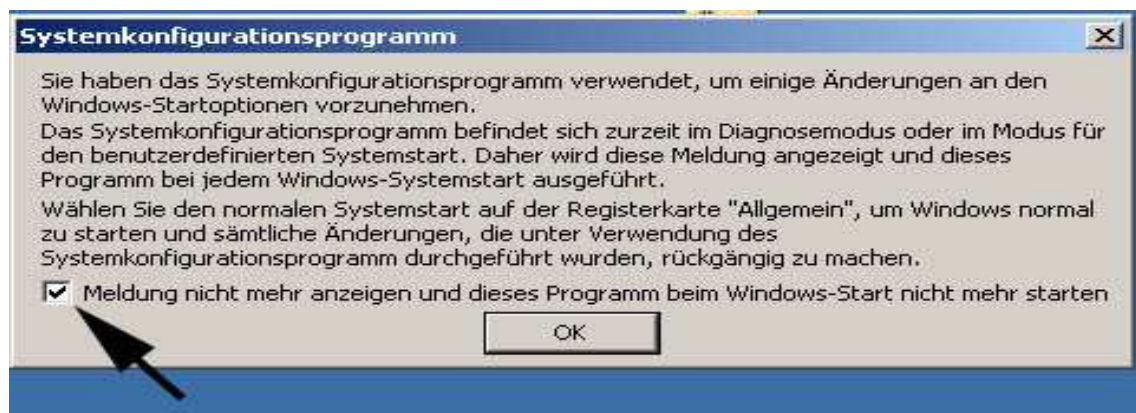 Systemkonfigurationsprogramm
Sie haben das Systemkonfigurationsprogramm verwendet, um einige Änderungen an den
Windows-Startoptionen vorzunehmen.
Das Systemkonfigurationsprogramm befindet sich zurzeit im Diagnosemodus oder im Modus für
den benutzerdefinierten Systemstart. Daher wird diese Meldung angezeigt und dieses
Programm bei jedem Windows-Systemstart ausgeführt.
Wählen Sie den normalen Systemstart auf der Registerkarte "Allgemein", um Windows normal
zu starten und sämtliche Änderungen, die unter Verwendung des
Systemkonfigurationsprogramm durchgeführt wurden, rückgängig zu machen.
Meldung nicht mehr anzeigen und dieses Programm beim Windows-Start nicht mehr starten
OK